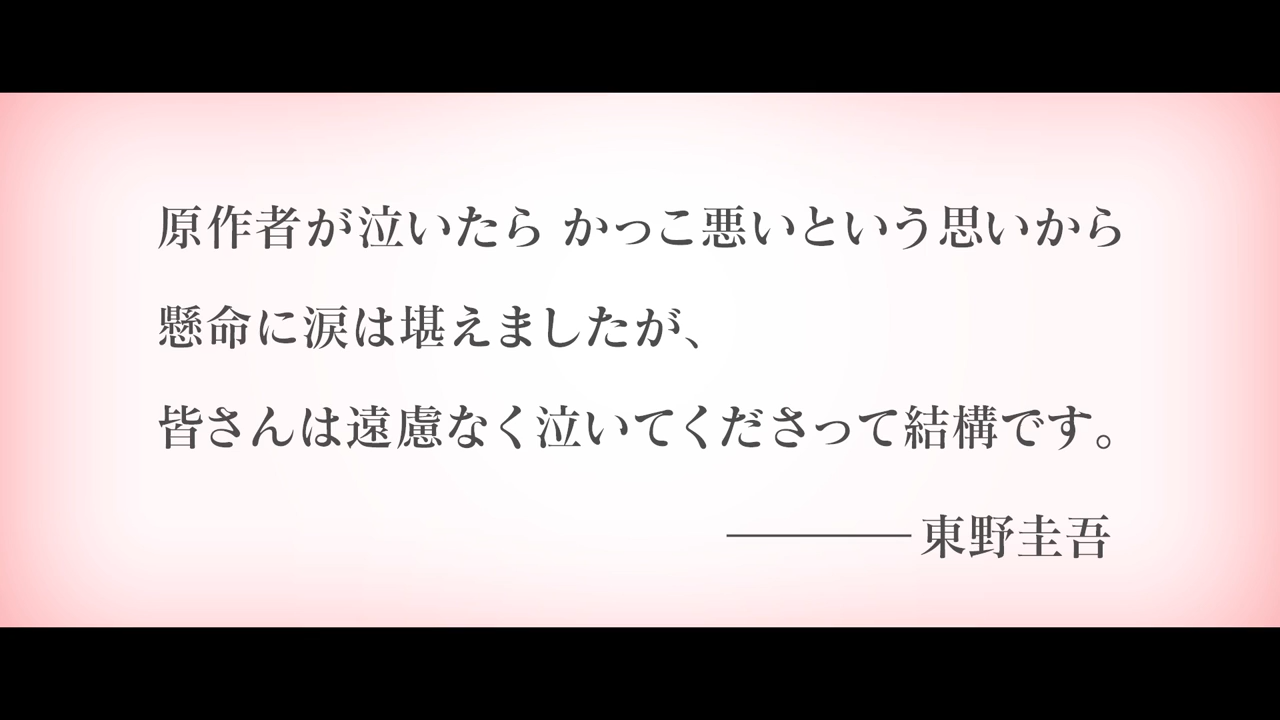 原作者が泣いたら かっこ悪いという思いから
懸命に涙は堪えましたが、
皆さんは遠慮なく泣いてくださって結構です。
――――東野圭吾